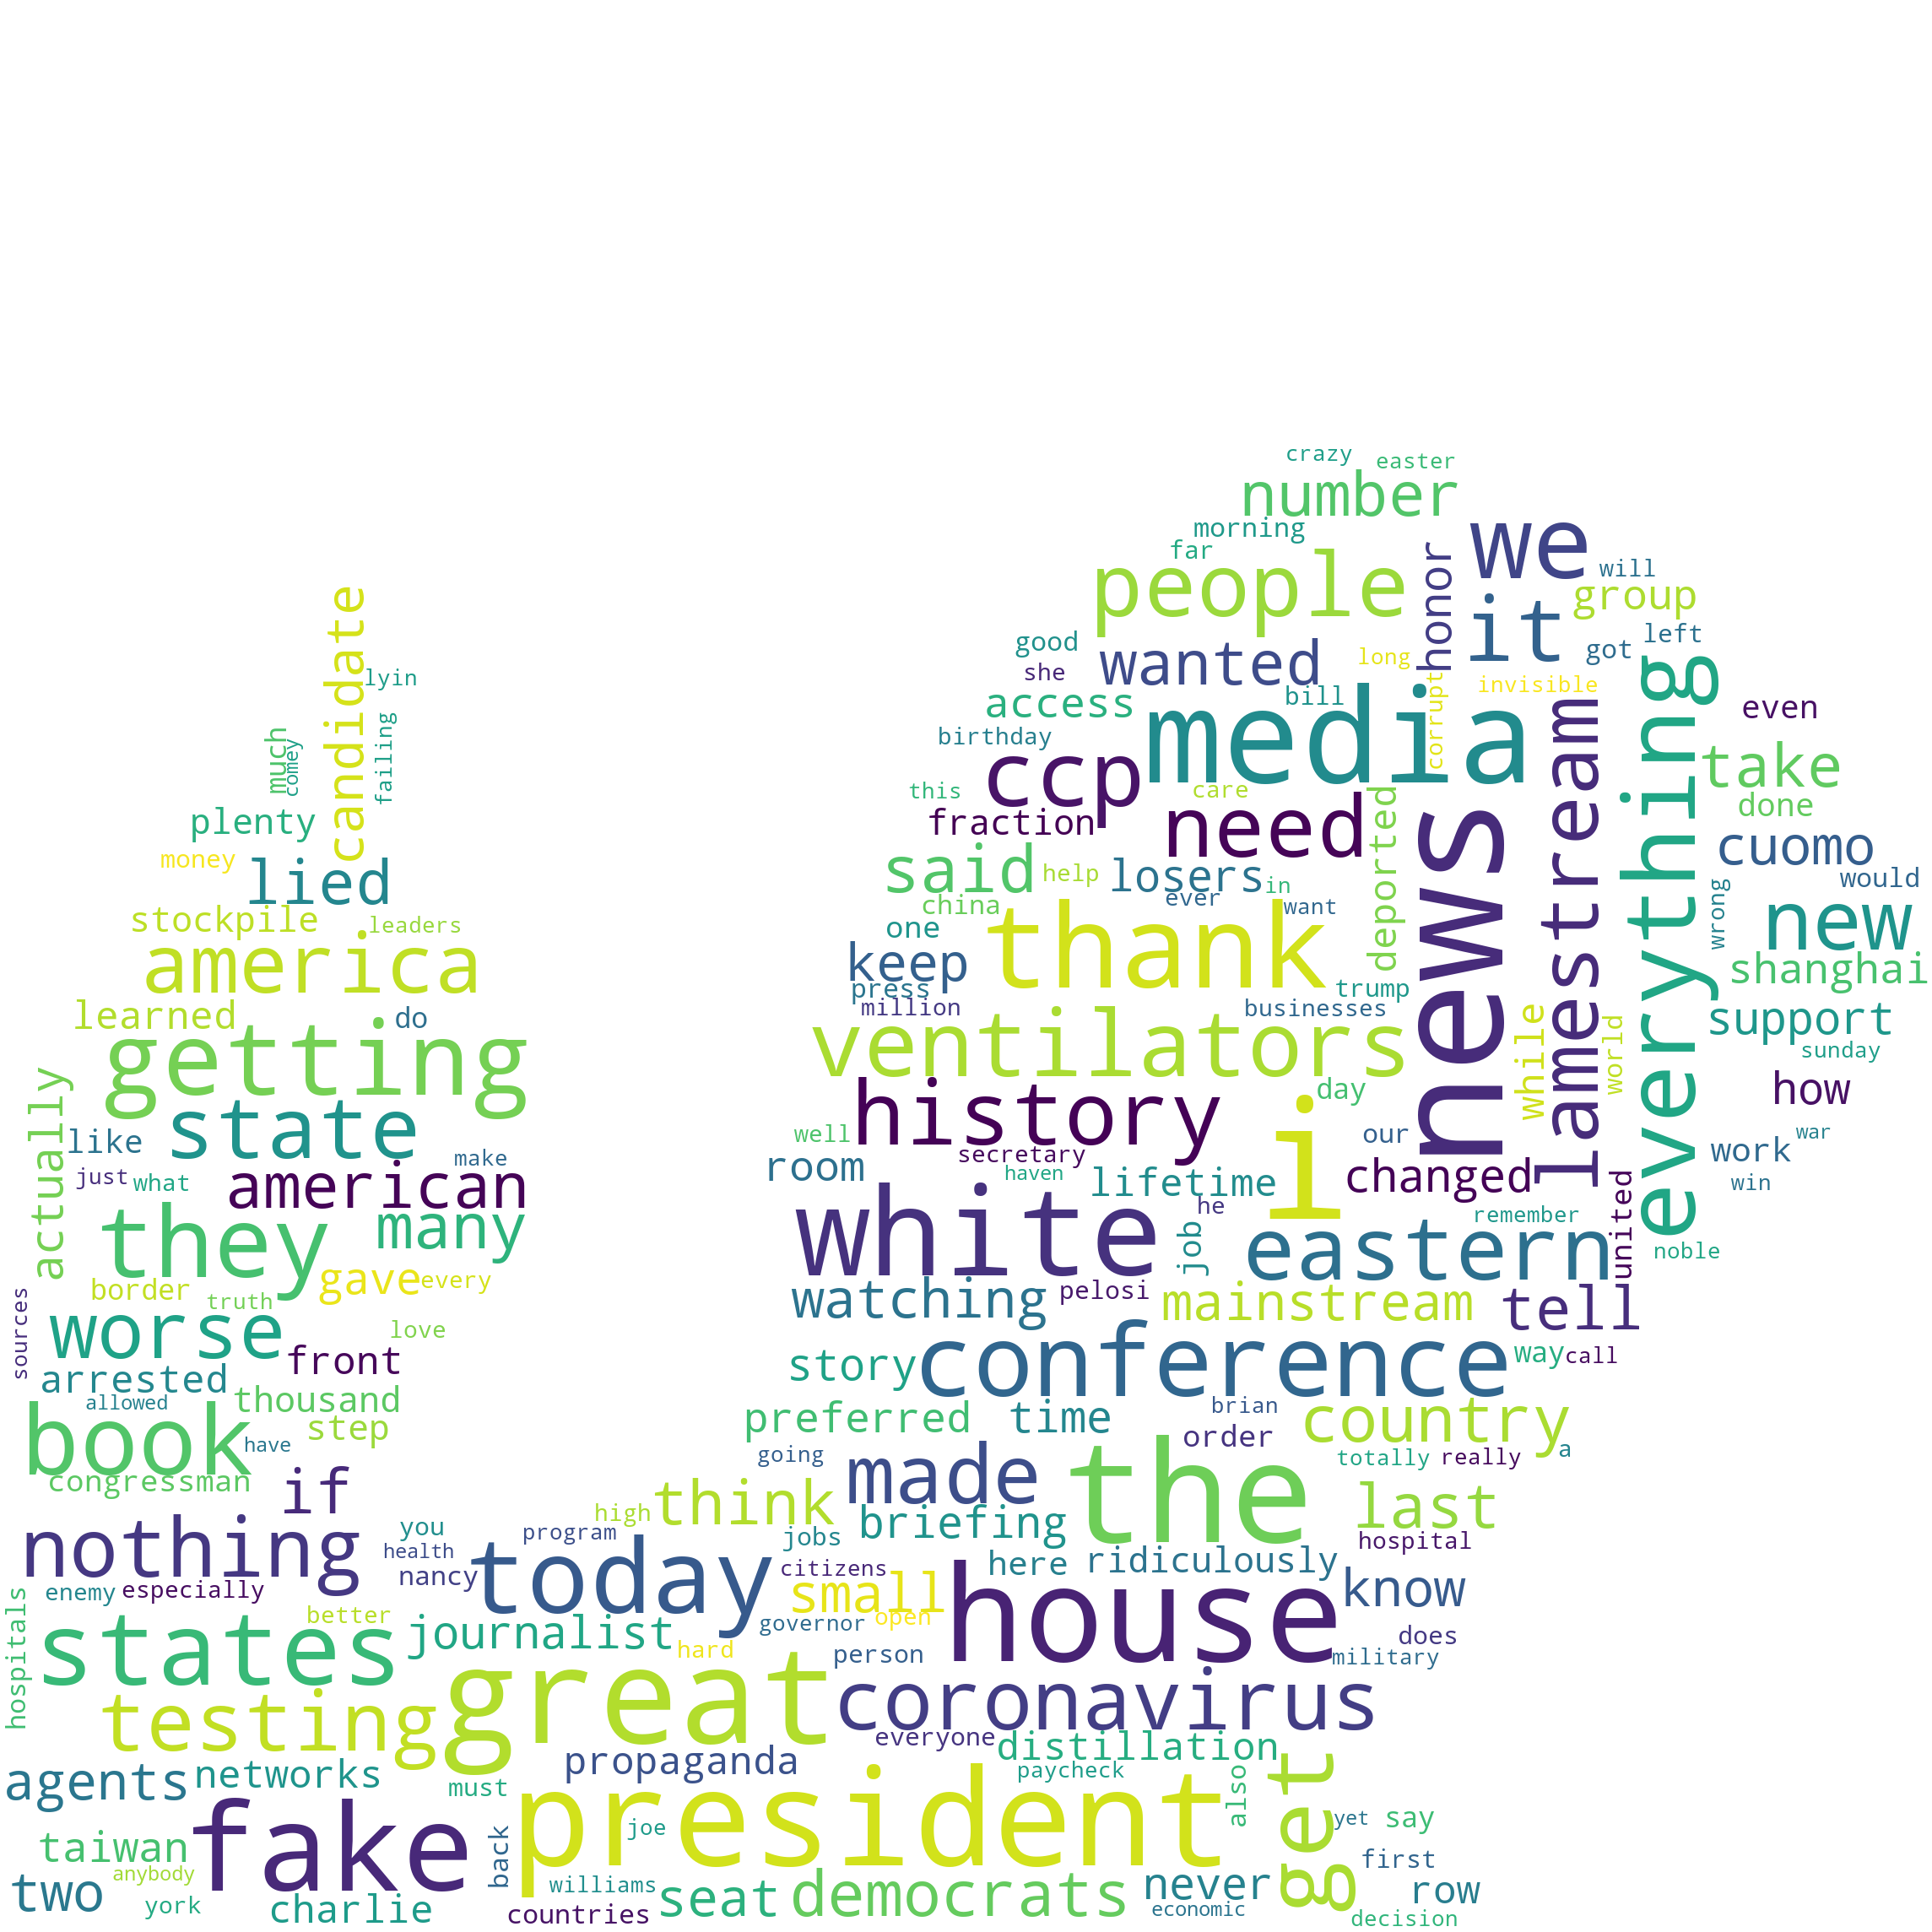 crazy
easter
number
morning
far
people
honor
we
will
group
it
candidate
lyin
good
she
wanted
long
got
left
access
bill
corrupt
invisible
everything
even
much
comey
failing
birthday
ccp
media
lamestream
take
plenty
this
care
done
fraction
need
deported
news
cuomo
money
lied
said
help
losers
in
would
stockpile
leaders
china
ever
want
wrong
new
america
one
thank
keep
press
trump
shanghai
learned
do
million
businesses
getting
ventilators
while
world
support
sunday
actually
state
history
i
day
how
like
make
well
secretary
our
work
war
just
what
american
room
haven
lifetime
changed
win
they
many
white
he
job
remember
united
noble
eastern
border
gave
every
watching
pelosi
mainstream
tell
sources
truth
worse
love
front
story
conference
way
call
arrested
allowed
thousand
step
preferred
time
brian
country
book
have
going
order
totally
really
a
congressman
if
made
the
think
high
last
nothing
you
program
jobs
briefing
hospital
health
nancy
today
citizens
here
ridiculously
enemy
especially
small
house
know
hospitals
better
journalist
governor
open
states
hard
person
does
military
great
coronavirus
testing
everyone
distillation
agents
networks
propaganda
paycheck
must
also
get
president
fake
joe
yet
say
taiwan
back
first
anybody
two
york
charlie
williams
countries
seat
democrats
never
economic
row
decision